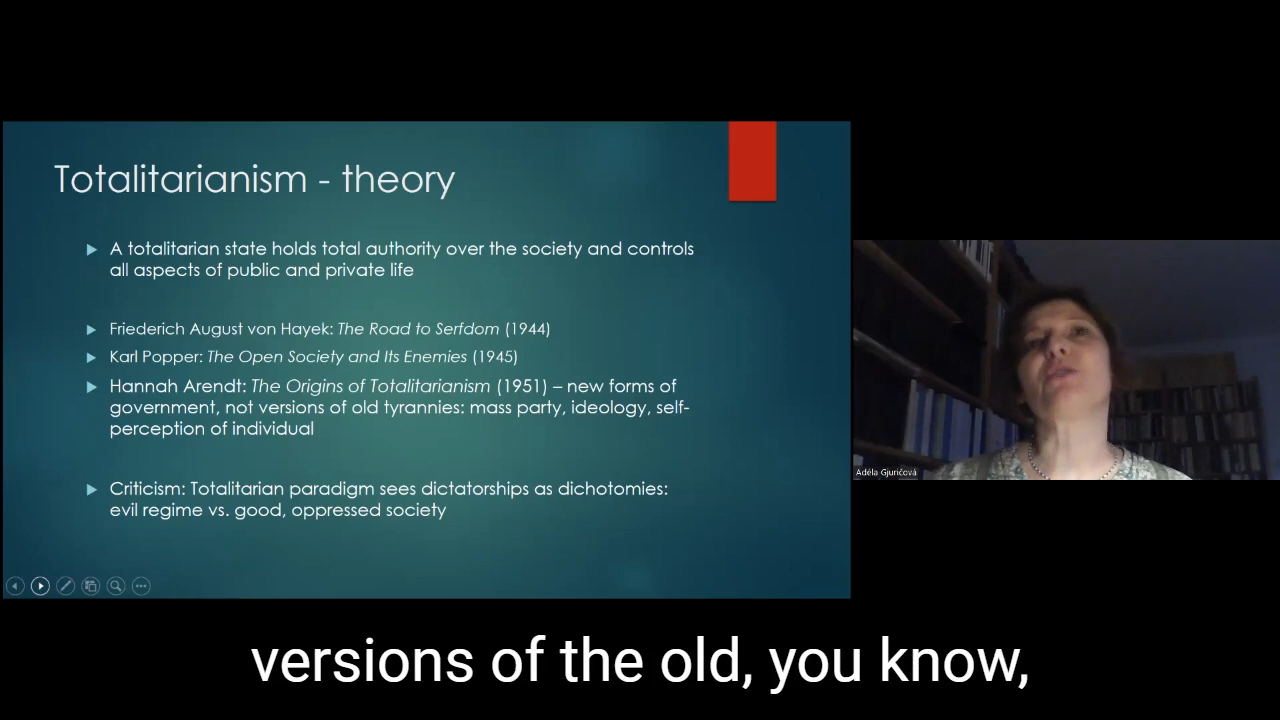 Totalitarianism - theory
A totalitarian state holds total authority over the society and controls
all aspects of public and private life
Friederich August von Hayek: The Road to Serfdom (1944)
Karl Popper: The Open Society and Its Enemies (1945)
Hannah Arendt: The Origins of Totalitarianism (1951) – new forms of
government, not versions of old tyrannies: mass party, ideology, self-
perception of individual
Criticism: Totalitarian paradigm sees dictatorships as dichotomies:
evil regime vs. good, oppressed society
Adéla Gjuričová
versions of the old, you know,